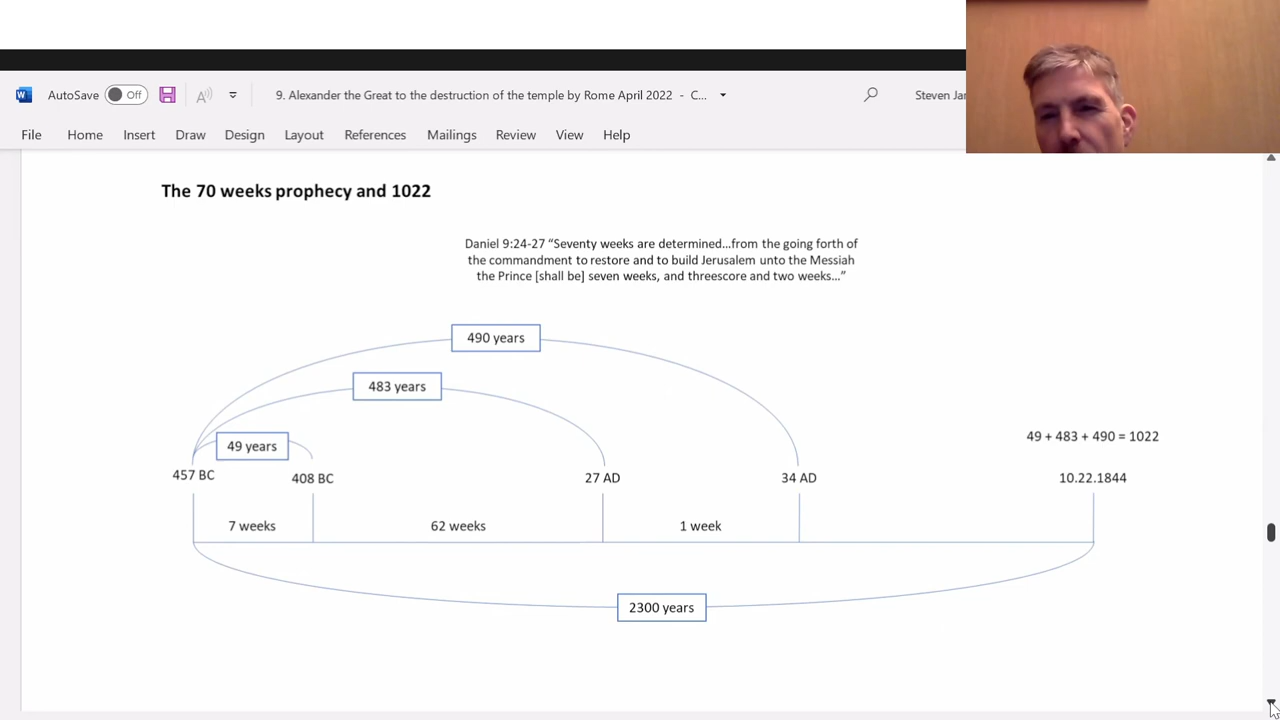 AutoSave Off 9. Alexander the Great to the destruction of the temple by Rome April 2022 - C... Steven Jar
File Home Insert Draw Design Layout References Mailings Review View Help
The 70 weeks prophecy and 1022
Daniel 9:24-27 “Seventy weeks are determined...from the going forth of
the commandment to restore and to build Jerusalem unto the Messiah
the Prince [shall be] seven weeks, and threescore and two weeks...”
490 years
483 years
49 years
49 + 483 + 490 = 1022
457 BC 408 BC 27 AD 34 AD 10.22.1844
7 weeks 62 weeks 1 week
2300 years